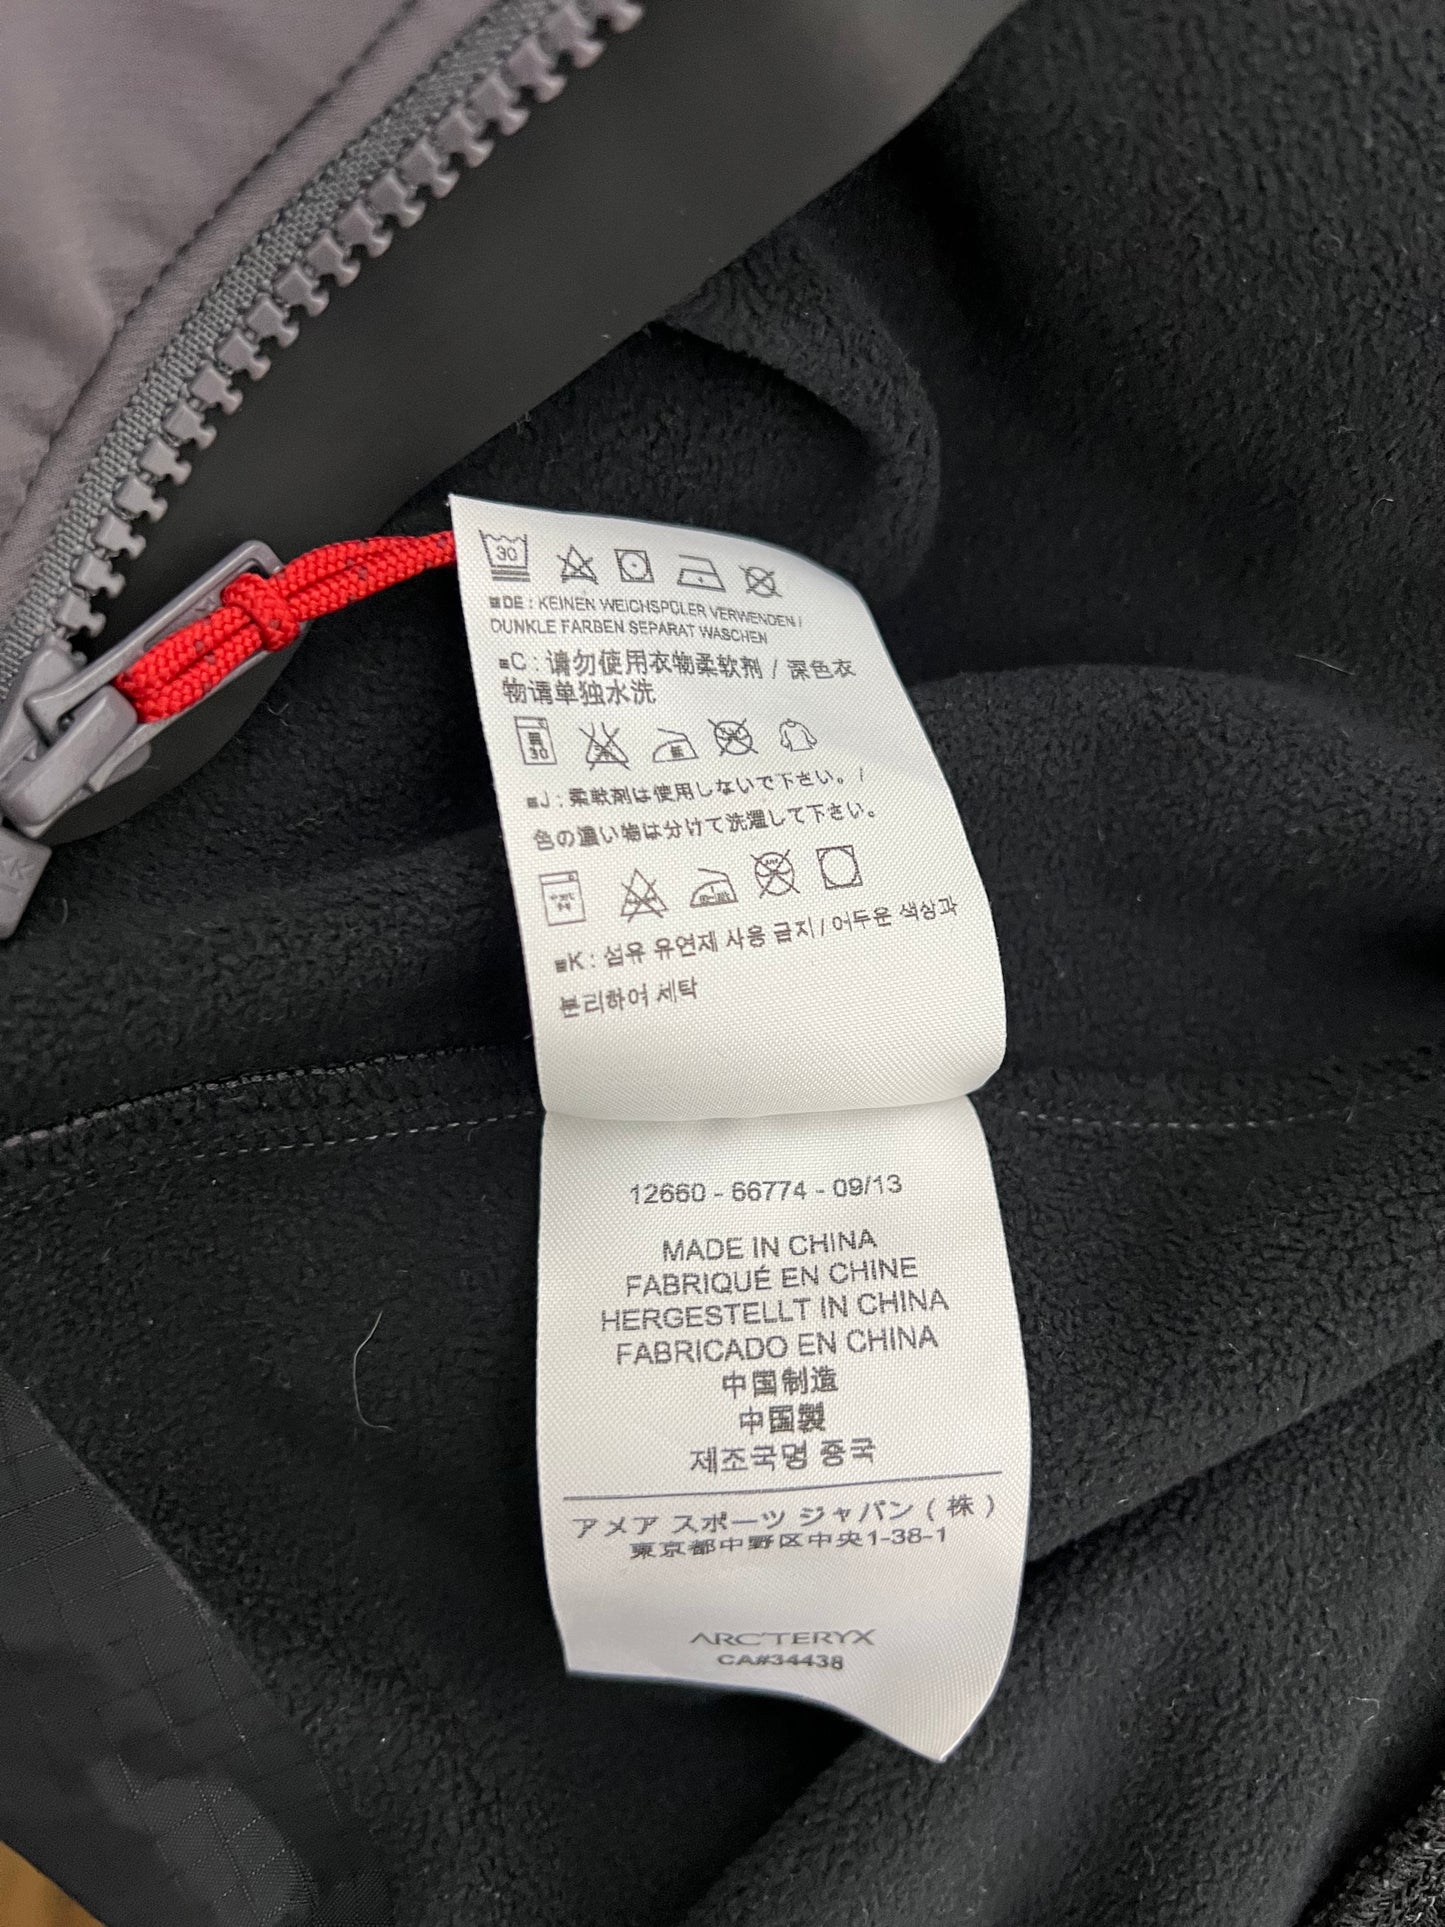 30
■DE : KEINEN WEICHSPÜLER VERWENDEN /
DUNKLE FARBEN SEPARAT WASCHEN
■C : 请勿使用衣物柔软剂 / 深色衣
物请单独水洗
30
■J : 柔軟剤は使用しないで下さい。/
色の濃い物は分けて洗濯して下さい。
■K : 섬유 유연제 사용 금지 / 어두운 색상과
분리하여 세탁
12660 - 66774 - 09/13
MADE IN CHINA
FABRIQUÉ EN CHINE
HERGESTELLT IN CHINA
FABRICADO EN CHINA
中国制造
中国製
제조국명 중국
アメア スポーツ ジャパン ( 株 )
東京都中野区中央1-38-1
ARC'TERYX
CA#34438